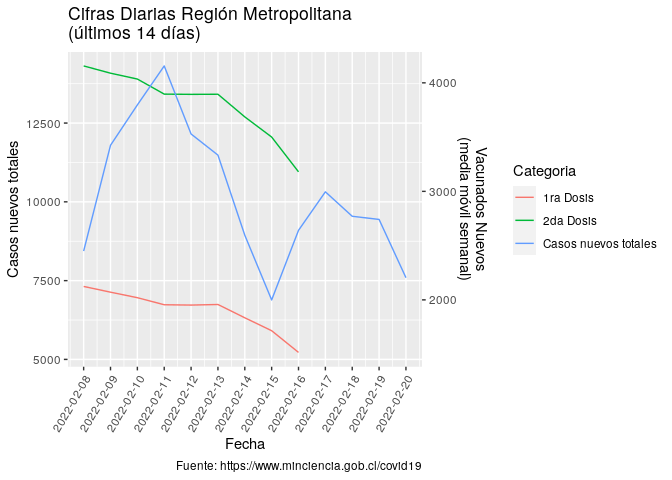 Cifras Diarias Región Metropolitana
(últimos 14 días)
Casos nuevos totales
12500
10000
7500
5000
4000
3000
2000
Vacunados Nuevos
(media móvil semanal)
2022-02-08
2022-02-09
2022-02-10
2022-02-11
2022-02-12
2022-02-13
2022-02-14
2022-02-15
2022-02-16
2022-02-17
2022-02-18
2022-02-19
2022-02-20
Fecha
Categoria
1ra Dosis
2da Dosis
Casos nuevos totales
Fuente: https://www.minciencia.gob.cl/covid19